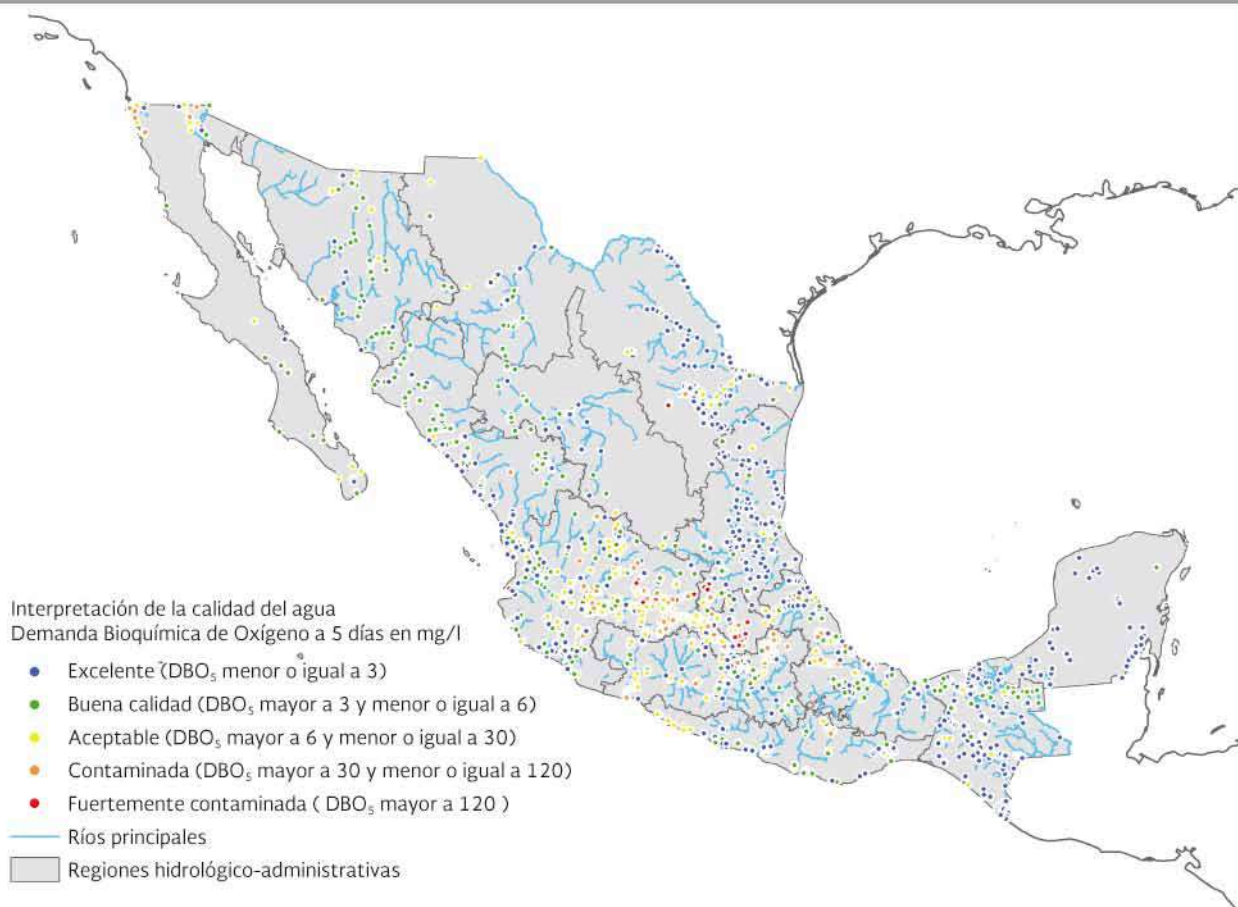 Interpretación de la calidad del agua
Demanda Bioquímica de Oxígeno a 5 días en mg/l
Excelente (DBO₅ menor o igual a 3)
Buena calidad (DBO₅ mayor a 3 y menor o igual a 6)
Aceptable (DBO₅ mayor a 6 y menor o igual a 30)
Contaminada (DBO₅ mayor a 30 y menor o igual a 120)
Fuertemente contaminada ( DBO₅ mayor a 120 )
Ríos principales
Regiones hidrológico-administrativas